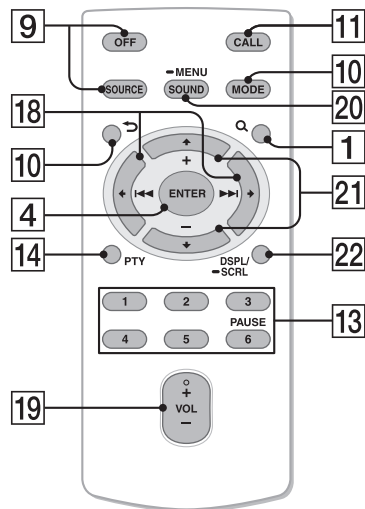 9
11
OFF
CALL
-MENU
SOURCE
SOUND
MODE
10
20
18
10
1
+
ENTER
-
4
21
14
PTY
DSPL/
-SCRL
22
1
2
3
PAUSE
4
5
6
13
+
VOL
-
19